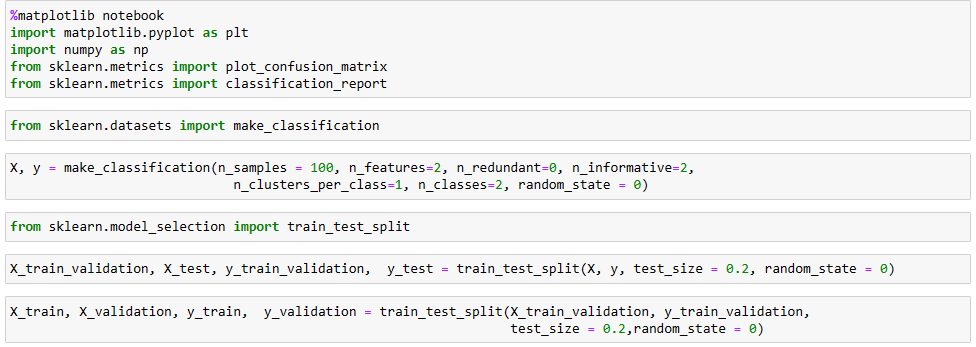 %matplotlib notebook
import matplotlib.pyplot as plt
import numpy as np
from sklearn.metrics import plot_confusion_matrix
from sklearn.metrics import classification_report
from sklearn.datasets import make_classification
X, y = make_classification(n_samples = 100, n_features=2, n_redundant=0, n_informative=2,
n_clusters_per_class=1, n_classes=2, random_state = 0)
from sklearn.model_selection import train_test_split
X_train_validation, X_test, y_train_validation,  y_test = train_test_split(X, y, test_size = 0.2, random_state = 0)
X_train, X_validation, y_train,  y_validation = train_test_split(X_train_validation, y_train_validation,
test_size = 0.2,random_state = 0)